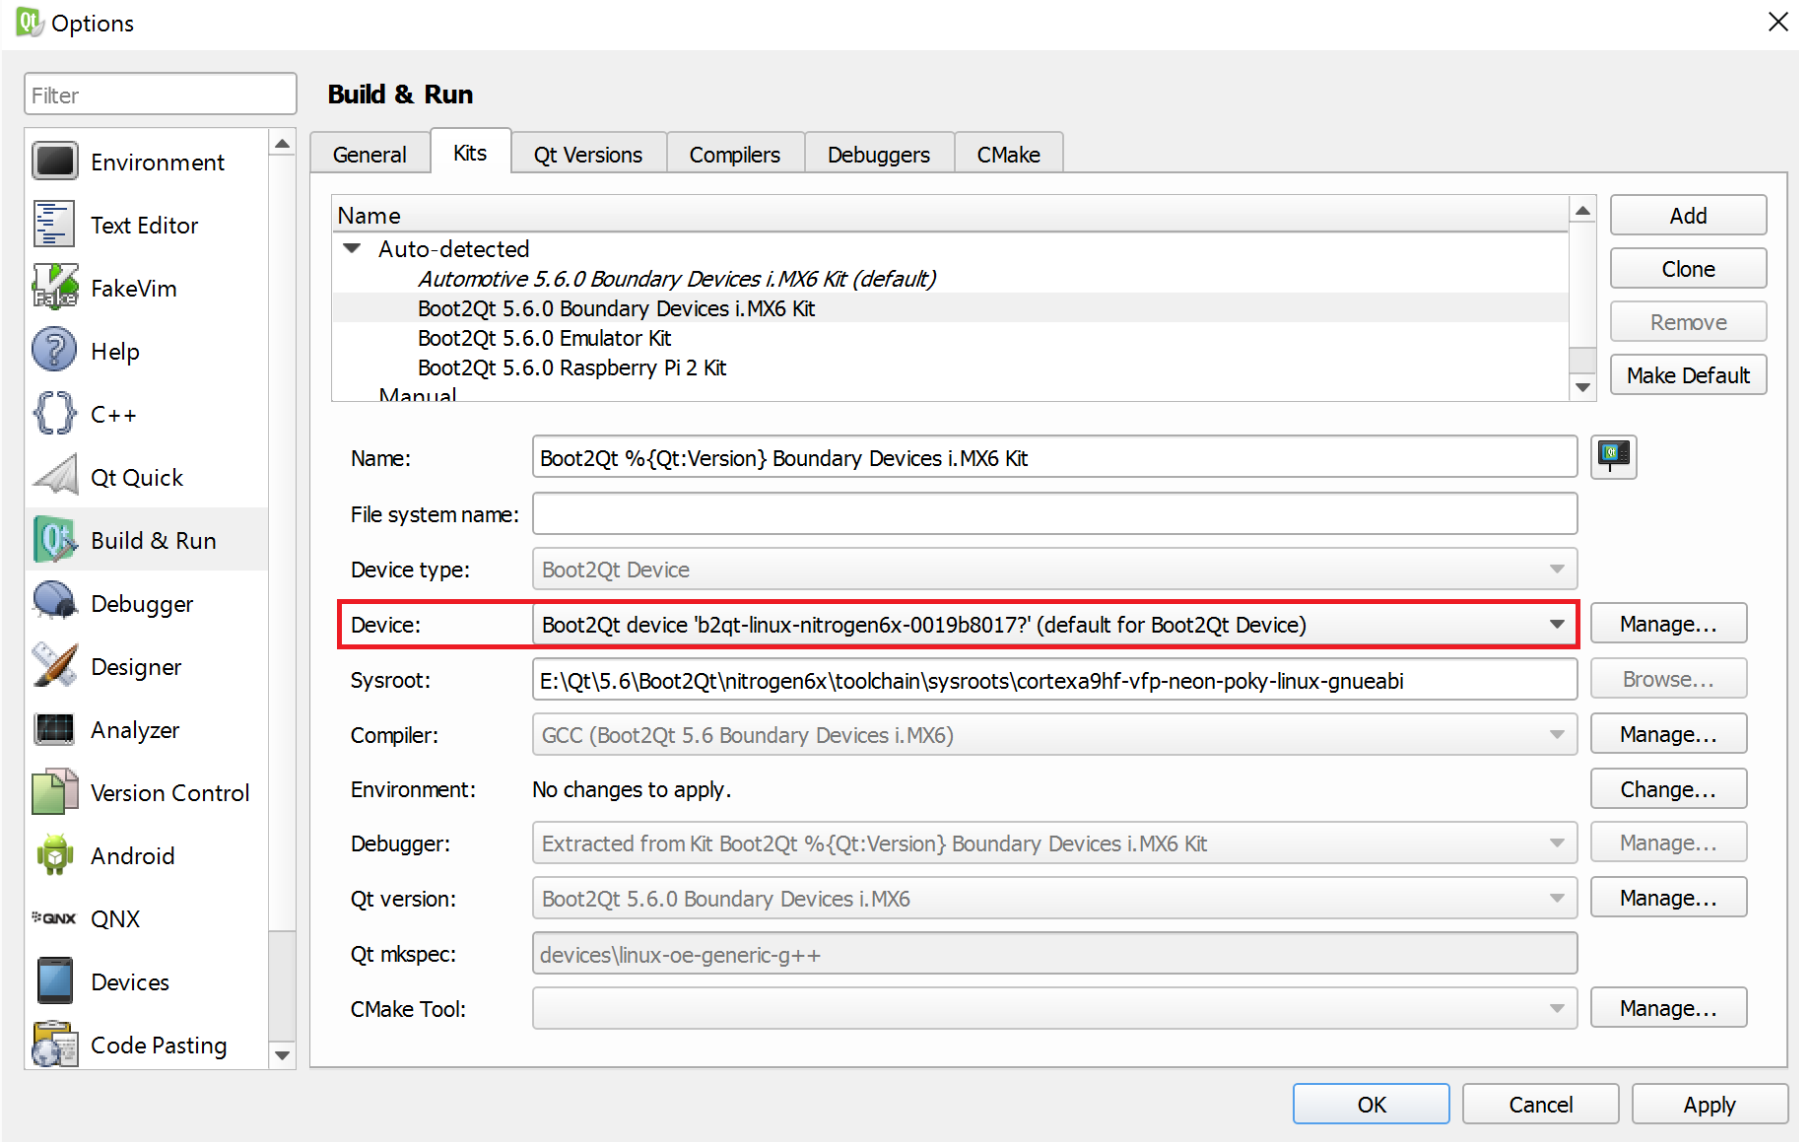 Options
Filter
Environment
Text Editor
FakeVim
Help
C++
Qt Quick
Build & Run
Debugger
Designer
Analyzer
Version Control
Android
QNX
Devices
Code Pasting
Build & Run
General Kits Qt Versions Compilers Debuggers CMake
Name
Auto-detected
Automotive 5.6.0 Boundary Devices i.MX6 Kit (default)
Boot2Qt 5.6.0 Boundary Devices i.MX6 Kit
Boot2Qt 5.6.0 Emulator Kit
Boot2Qt 5.6.0 Raspberry Pi 2 Kit
Manual
Add
Clone
Remove
Make Default
Name: Boot2Qt %{Qt:Version} Boundary Devices i.MX6 Kit
File system name:
Device type: Boot2Qt Device
Device: Boot2Qt device 'b2qt-linux-nitrogen6x-0019b8017?' (default for Boot2Qt Device) Manage...
Sysroot: E:\Qt\5.6\Boot2Qt\nitrogen6x\toolchain\sysroots\cortexa9hf-vfp-neon-poky-linux-gnueabi Browse...
Compiler: GCC (Boot2Qt 5.6 Boundary Devices i.MX6) Manage...
Environment: No changes to apply. Change...
Debugger: Extracted from Kit Boot2Qt %{Qt:Version} Boundary Devices i.MX6 Kit Manage...
Qt version: Boot2Qt 5.6.0 Boundary Devices i.MX6 Manage...
Qt mkspec: devices\linux-oe-generic-g++
CMake Tool: Manage...
OK Cancel Apply